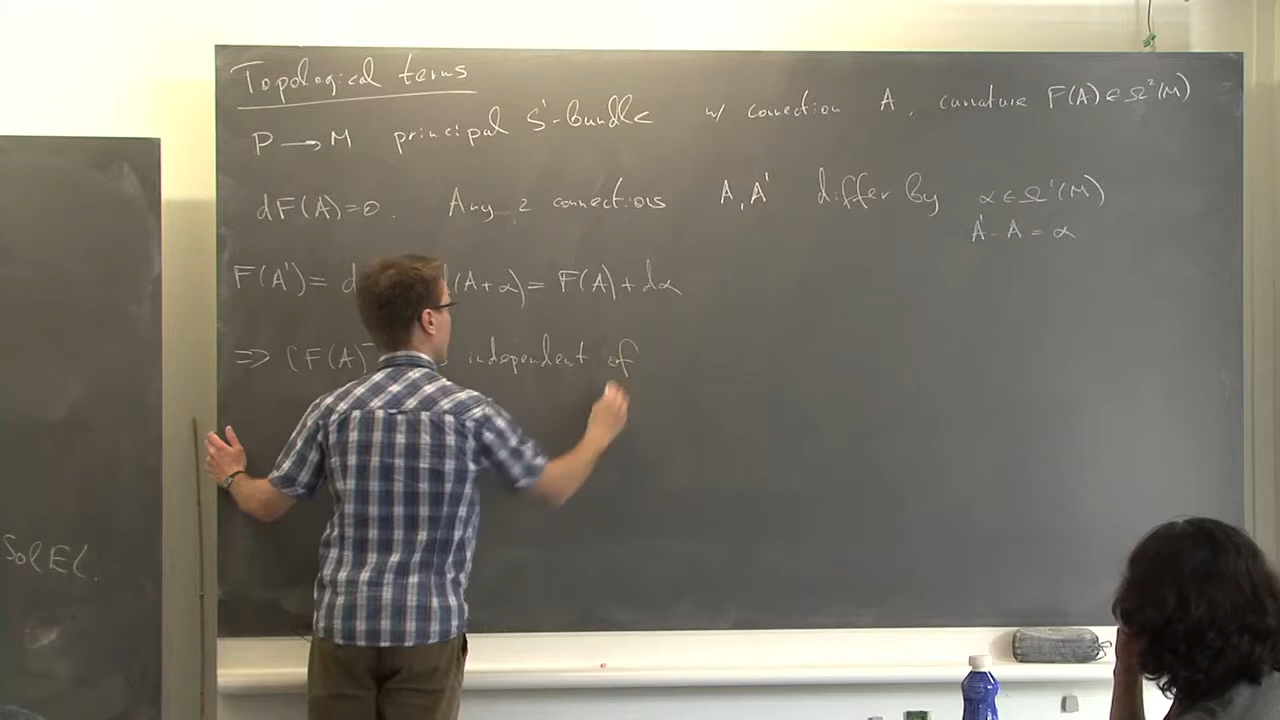 Topological terms
P → M principal S¹-bundle w/ connection A, curvature F(A) ∈ Ω²(M)
dF(A)=0. Any 2 connections A, A' differ by α ∈ Ω¹(M)
A' - A = α
F(A') = d (A+α) = F(A) + dα
⇒ [F(A)] independent of
Sol EL.